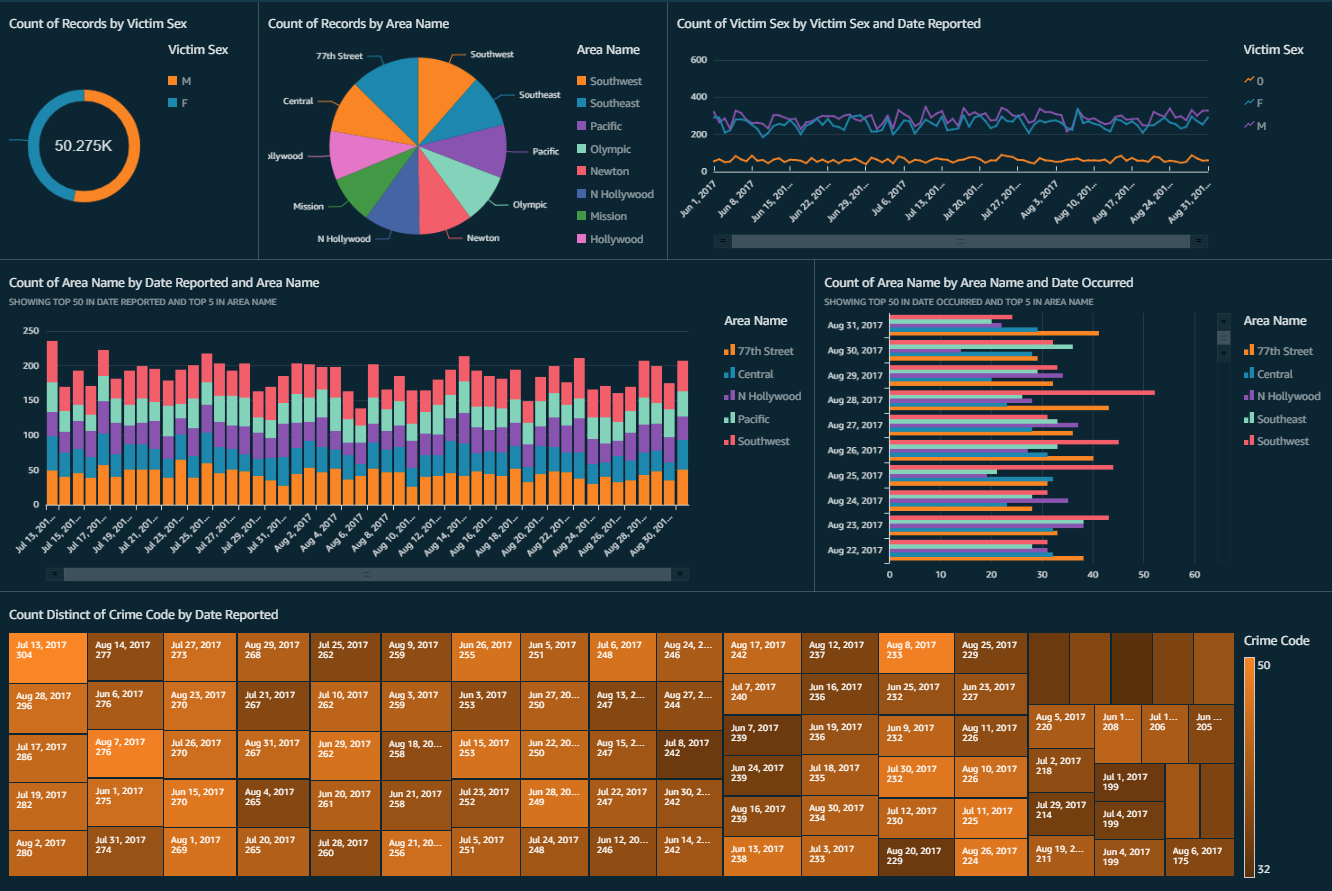 Count of Records by Victim Sex
Victim Sex
M
F
50.275K
Count of Records by Area Name
77th Street
Southwest
Southeast
Central
Pacific
ollywood
Olympic
Mission
N Hollywood
Newton
Area Name
Southwest
Southeast
Pacific
Olympic
Newton
N Hollywood
Mission
Hollywood
Count of Victim Sex by Victim Sex and Date Reported
600
400
200
0
Jun 1, 2017
Jun 8, 2017
Jun 15, 201...
Jun 22, 201...
Jun 29, 201...
Jul 6, 2017
Jul 13, 201...
Jul 20, 201...
Jul 27, 201...
Aug 3, 2017
Aug 10, 201...
Aug 17, 201...
Aug 24, 201...
Aug 31, 201...
Victim Sex
0
F
M
Count of Area Name by Date Reported and Area Name
SHOWING TOP 50 IN DATE REPORTED AND TOP 5 IN AREA NAME
250
200
150
100
50
0
Jul 13, 201...
Jul 15, 201...
Jul 17, 201...
Jul 19, 201...
Jul 21, 201...
Jul 23, 201...
Jul 25, 201...
Jul 27, 201...
Jul 29, 201...
Jul 31, 201...
Aug 2, 2017
Aug 4, 2017
Aug 6, 2017
Aug 8, 2017
Aug 10, 201...
Aug 12, 201...
Aug 14, 201...
Aug 16, 201...
Aug 18, 201...
Aug 20, 201...
Aug 22, 201...
Aug 24, 201...
Aug 26, 201...
Aug 28, 201...
Aug 30, 201...
Area Name
77th Street
Central
N Hollywood
Pacific
Southwest
Count of Area Name by Area Name and Date Occurred
SHOWING TOP 50 IN DATE OCCURRED AND TOP 5 IN AREA NAME
Aug 31, 2017
Aug 30, 2017
Aug 29, 2017
Aug 28, 2017
Aug 27, 2017
Aug 26, 2017
Aug 25, 2017
Aug 24, 2017
Aug 23, 2017
Aug 22, 2017
0
10
20
30
40
50
60
Area Name
77th Street
Central
N Hollywood
Southeast
Southwest
Count Distinct of Crime Code by Date Reported
Jul 13, 2017
304
Aug 28, 2017
296
Jul 17, 2017
286
Jul 19, 2017
282
Aug 2, 2017
280
Aug 14, 2017
277
Jun 6, 2017
276
Aug 7, 2017
276
Jun 1, 2017
275
Jul 31, 2017
274
Jul 27, 2017
273
Aug 23, 2017
270
Jul 26, 2017
270
Jun 15, 2017
270
Aug 1, 2017
269
Aug 29, 2017
268
Jul 21, 2017
267
Aug 31, 2017
267
Aug 4, 2017
265
Jul 20, 2017
265
Jul 25, 2017
262
Jul 10, 2017
262
Jun 29, 2017
262
Jun 20, 2017
261
Jul 28, 2017
260
Aug 9, 2017
259
Aug 3, 2017
259
Aug 18, 20...
258
Jun 21, 2017
258
Aug 21, 20...
256
Jun 26, 2017
255
Jun 3, 2017
253
Jul 15, 2017
253
Jul 23, 2017
252
Jul 5, 2017
251
Jun 5, 2017
251
Jun 27, 20...
250
Jun 22, 20...
250
Jun 28, 20...
249
Jul 24, 2017
248
Jul 6, 2017
248
Aug 13, 2...
247
Aug 15, 2...
247
Jul 22, 2017
247
Jun 12, 20...
246
Aug 24, 2...
246
Aug 27, 2...
244
Jul 8, 2017
242
Jun 30, 2...
242
Jun 14, 2...
242
Aug 17, 2017
242
Jul 7, 2017
240
Jun 7, 2017
239
Jun 24, 2017
239
Aug 16, 2017
239
Jun 13, 2017
238
Aug 12, 2017
237
Jun 16, 2017
236
Jun 19, 2017
236
Jul 18, 2017
235
Aug 30, 2017
234
Jul 3, 2017
233
Aug 8, 2017
233
Jun 25, 2017
232
Jun 9, 2017
232
Jul 30, 2017
232
Jul 12, 2017
230
Aug 20, 2017
229
Aug 25, 2017
229
Jun 23, 2017
227
Aug 11, 2017
226
Aug 10, 2017
226
Jul 11, 2017
225
Aug 26, 2017
224
Aug 5, 2017
220
Jul 2, 2017
218
Jul 29, 2017
214
Aug 19, 2...
211
Jun 1...
208
Jul 1...
206
Jun ...
205
Jul 1, 2017
199
Jul 4, 2017
199
Jun 4, 2017
199
Aug 6, 2017
175
Crime Code
50
32